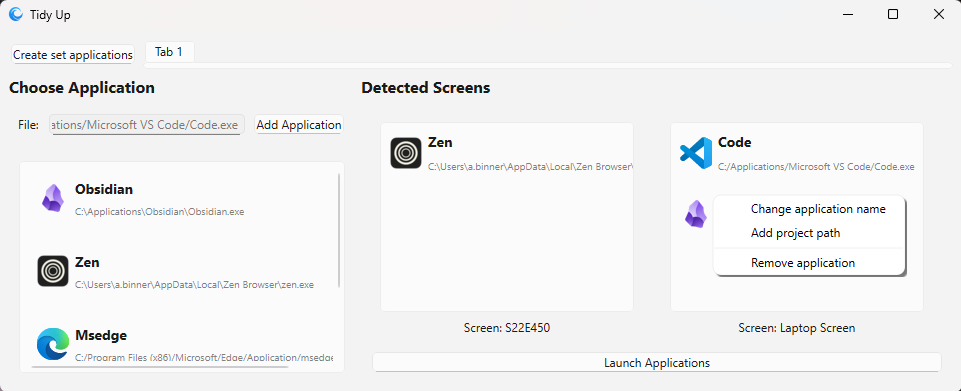 Tidy Up
Create set applications
Tab 1
Choose Application
File:
ations/Microsoft VS Code/Code.exe
Add Application
Obsidian
C:\Applications\Obsidian\Obsidian.exe
Zen
C:\Users\a.binner\AppData\Local\Zen Browser\zen.exe
Msedge
C:/Program Files (x86)/Microsoft/Edge/Application/msedge
Detected Screens
Zen
C:\Users\a.binner\AppData\Local\Zen Browser\
Screen: S22E450
Code
C:/Applications/Microsoft VS Code/Code.exe
Change application name
Add project path
Remove application
Screen: Laptop Screen
Launch Applications